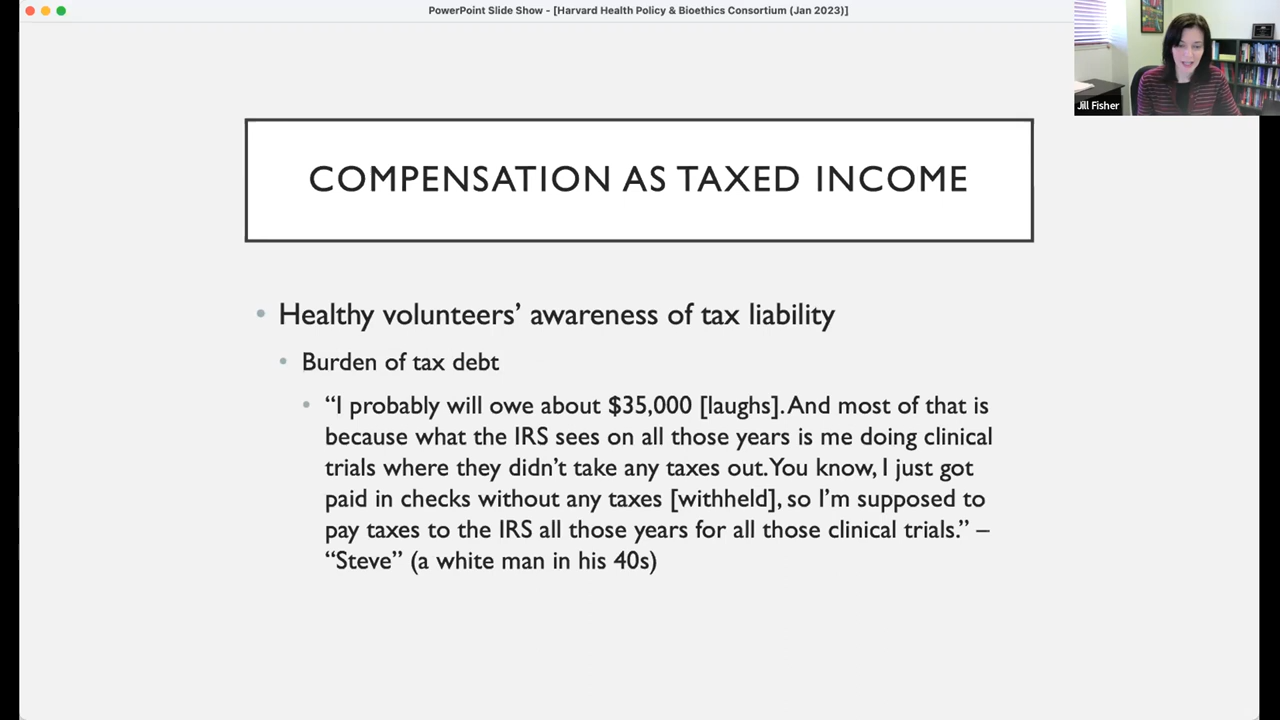 PowerPoint Slide Show - [Harvard Health Policy & Bioethics Consortium (Jan 2023)]
Jill Fisher
COMPENSATION AS TAXED INCOME
• Healthy volunteers’ awareness of tax liability
• Burden of tax debt
• “I probably will owe about $35,000 [laughs]. And most of that is
because what the IRS sees on all those years is me doing clinical
trials where they didn’t take any taxes out. You know, I just got
paid in checks without any taxes [withheld], so I’m supposed to
pay taxes to the IRS all those years for all those clinical trials.” –
“Steve” (a white man in his 40s)